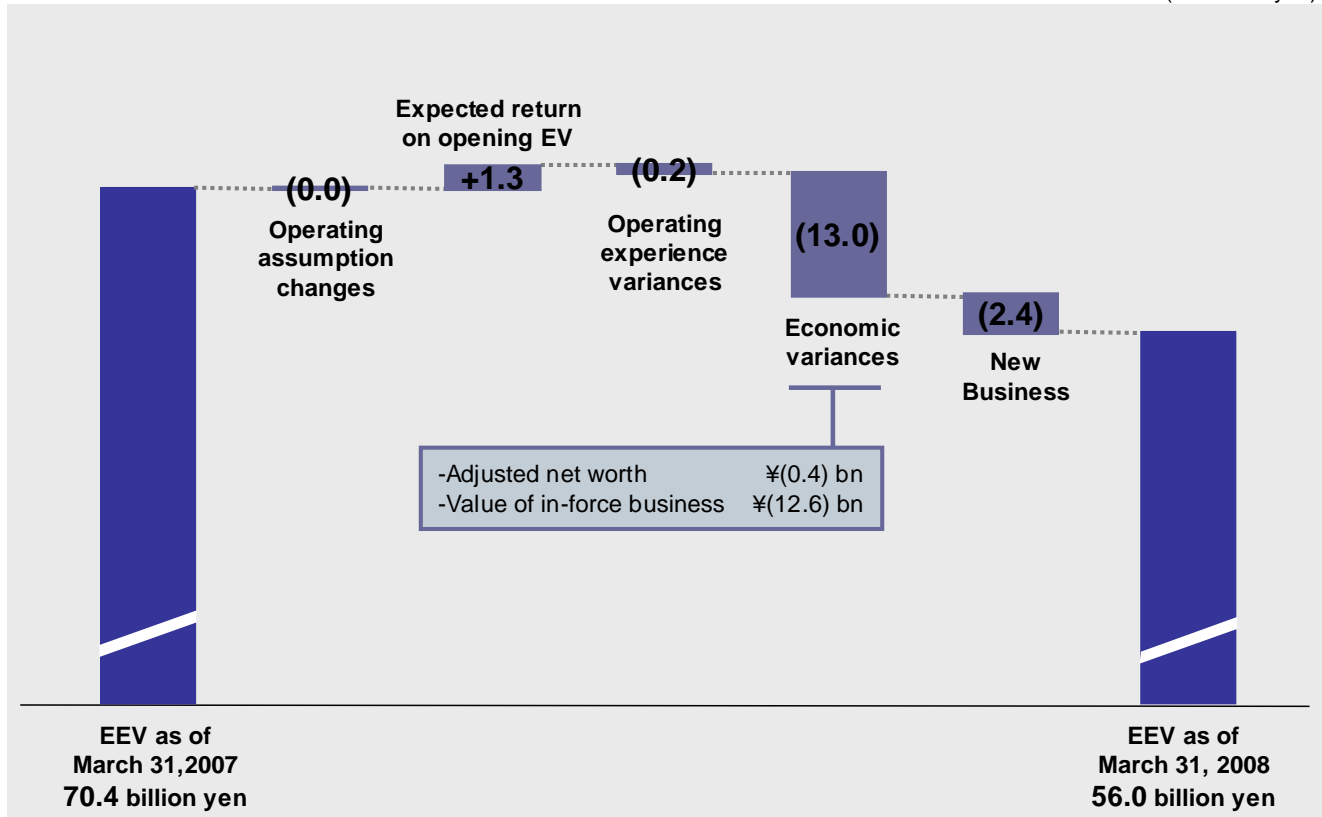 Expected return
on opening EV
(0.0)
+1.3
(0.2)
(13.0)
(2.4)
Operating
assumption
changes
Operating
experience
variances
Economic
variances
New
Business
-Adjusted net worth ¥(0.4) bn
-Value of in-force business ¥(12.6) bn
EEV as of
March 31,2007
70.4 billion yen
EEV as of
March 31, 2008
56.0 billion yen